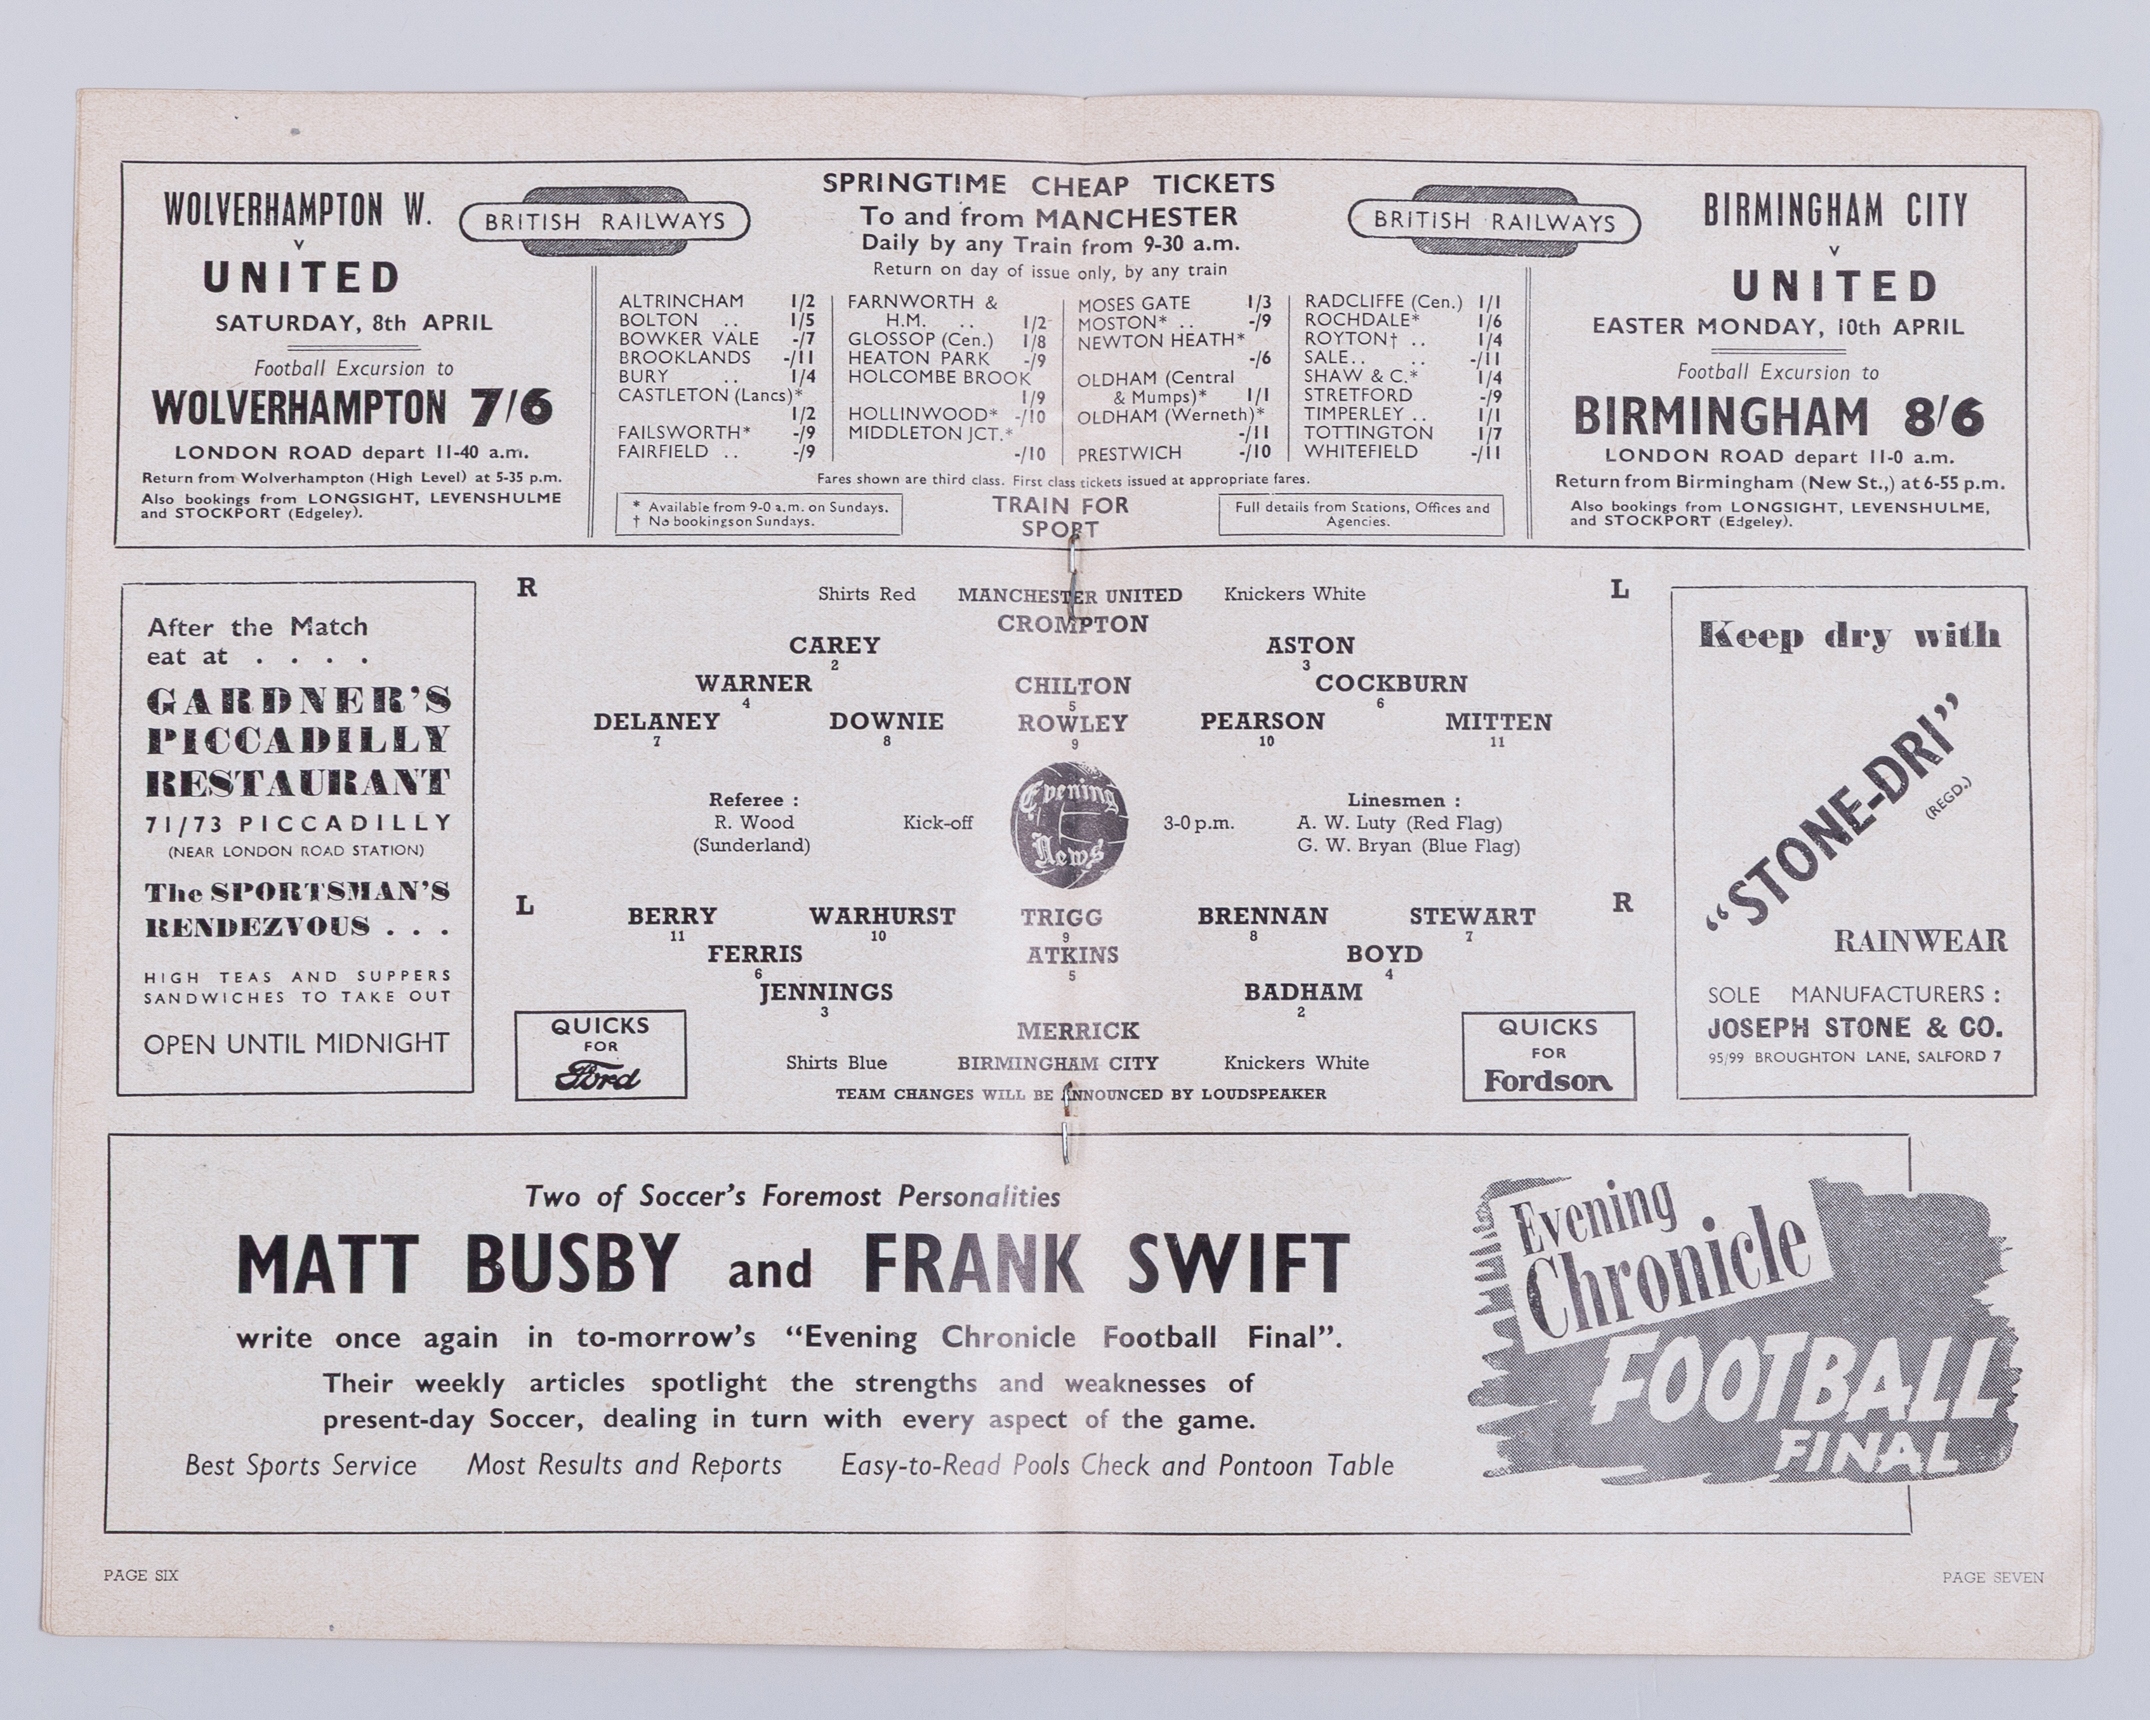 WOLVERHAMPTON W.
v
UNITED
SATURDAY, 8th APRIL
Football Excursion to
WOLVERHAMPTON 7/6
LONDON ROAD depart 11-40 a.m.
Return from Wolverhampton (High Level) at 5-35 p.m.
Also bookings from LONGSIGHT, LEVENSHULME
and STOCKPORT (Edgeley).
BRITISH RAILWAYS
SPRINGTIME CHEAP TICKETS
To and from MANCHESTER
Daily by any Train from 9-30 a.m.
Return on day of issue only, by any train
BRITISH RAILWAYS
ALTRINCHAM 1/2
BOLTON .. 1/5
BOWKER VALE -/7
BROOKLANDS -/11
BURY .. 1/4
CASTLETON (Lancs)*
1/2
FAILSWORTH* -/9
FAIRFIELD .. -/9
FARNWORTH &
H.M. .. 1/2
GLOSSOP (Cen.) 1/8
HEATON PARK -/9
HOLCOMBE BROOK
1/9
HOLLINWOOD* -/10
MIDDLETON JCT.*
-/10
MOSES GATE 1/3
MOSTON* .. -/9
NEWTON HEATH*
-/6
OLDHAM (Central
& Mumps)* 1/1
OLDHAM (Werneth)*
-/11
PRESTWICH -/10
RADCLIFFE (Cen.) 1/1
ROCHDALE* 1/6
ROYTON† .. 1/4
SALE.. .. -/11
SHAW & C.* 1/4
STRETFORD -/9
TIMPERLEY .. 1/1
TOTTINGTON 1/7
WHITEFIELD -/11
Fares shown are third class. First class tickets issued at appropriate fares.
* Available from 9-0 a.m. on Sundays.
† No bookings on Sundays.
TRAIN FOR
SPORT
Full details from Stations, Offices and
Agencies.
BIRMINGHAM CITY
v
UNITED
EASTER MONDAY, 10th APRIL
Football Excursion to
BIRMINGHAM 8/6
LONDON ROAD depart 11-0 a.m.
Return from Birmingham (New St.,) at 6-55 p.m.
Also bookings from LONGSIGHT, LEVENSHULME,
and STOCKPORT (Edgeley).
After the Match
eat at . . . .
GARDNER'S
PICCADILLY
RESTAURANT
71/73 PICCADILLY
(NEAR LONDON ROAD STATION)
The SPORTSMAN'S
RENDEZVOUS . . .
HIGH TEAS AND SUPPERS
SANDWICHES TO TAKE OUT
OPEN UNTIL MIDNIGHT
R L
Shirts Red MANCHESTER UNITED Knickers White
CROMPTON
CAREY ASTON
2 3
WARNER CHILTON COCKBURN
4 5 6
DELANEY DOWNIE ROWLEY PEARSON MITTEN
7 8 9 10 11
Referee :
R. Wood
(Sunderland)
Kick-off
Evening
News
3-0 p.m.
Linesmen :
A. W. Luty (Red Flag)
G. W. Bryan (Blue Flag)
L R
BERRY WARHURST TRIGG BRENNAN STEWART
11 10 9 8 7
FERRIS ATKINS BOYD
6 5 4
JENNINGS BADHAM
3 2
MERRICK
Shirts Blue BIRMINGHAM CITY Knickers White
TEAM CHANGES WILL BE ANNOUNCED BY LOUDSPEAKER
QUICKS
FOR
Ford
QUICKS
FOR
Fordson
Keep dry with
"STONE-DRI"
(REGD.)
RAINWEAR
SOLE MANUFACTURERS :
JOSEPH STONE & CO.
95/99 BROUGHTON LANE, SALFORD 7
Two of Soccer's Foremost Personalities
MATT BUSBY and FRANK SWIFT
write once again in to-morrow's "Evening Chronicle Football Final".
Their weekly articles spotlight the strengths and weaknesses of
present-day Soccer, dealing in turn with every aspect of the game.
Best Sports Service Most Results and Reports Easy-to-Read Pools Check and Pontoon Table
Evening
Chronicle
FOOTBALL
FINAL
PAGE SIX
PAGE SEVEN